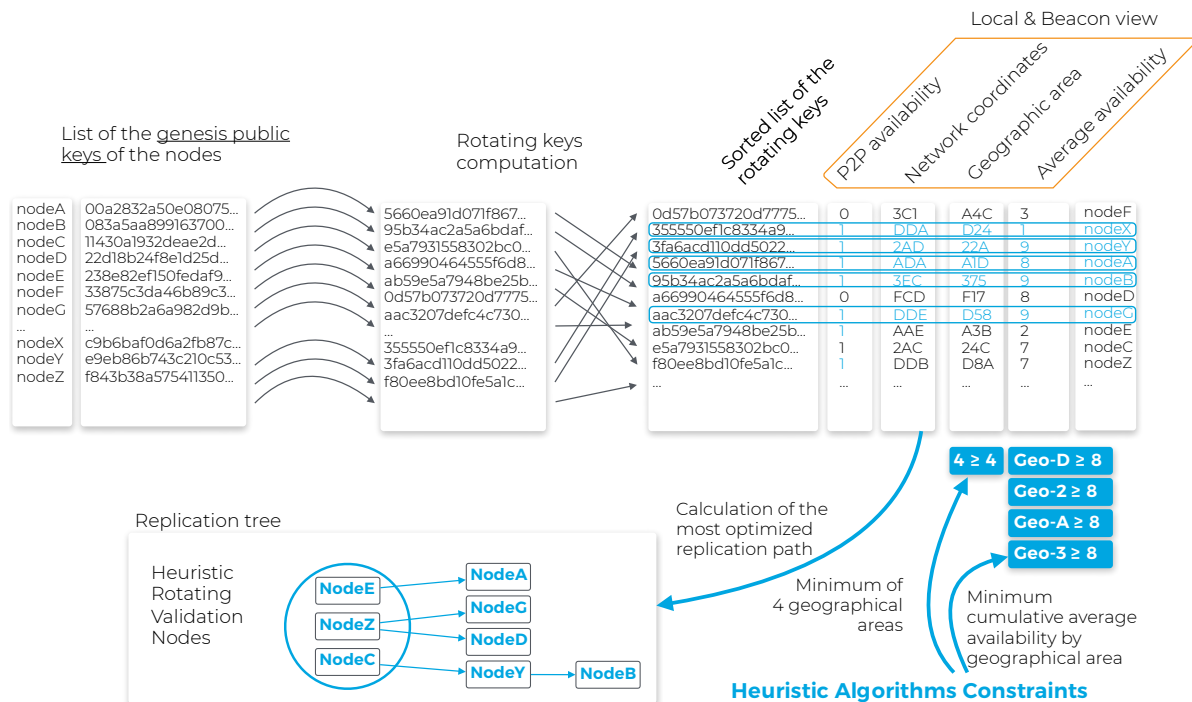 Local & Beacon view
List of the genesis public
keys of the nodes
Rotating keys
computation
Sorted list of the
rotating keys
P2P availability
Network coordinates
Geographic area
Average availability
nodeA 00a2832a50e08075...
nodeB 083a5aa899163700...
nodeC 11430a1932deae2d...
nodeD 22d18b24f8e1d25d...
nodeE 238e82ef150fedaf9...
nodeF 33875c3da46b89c3...
nodeG 57688b2a6a982d9b...
... ...
nodeX c9b6baf0d6a2fb87c...
nodeY e9eb86b743c210c53...
nodeZ f843b38a575411350...
5660ea91d071f867...
95b34ac2a5a6bdaf...
e5a7931558302bc0...
a66990464555f6d8...
ab59e5a7948be25b...
0d57b073720d7775...
aac3207defc4c730...
...
355550ef1c8334a9...
3fa6acd110dd5022...
f80ee8bd10fe5a1c...
0d57b073720d7775... 0 3C1 A4C 3 nodeF
355550ef1c8334a9... 1 DDA D24 1 nodeX
3fa6acd110dd5022... 1 2AD 22A 9 nodeY
5660ea91d071f867... 1 ADA A1D 8 nodeA
95b34ac2a5a6bdaf... 1 3EC 375 9 nodeB
a66990464555f6d8... 0 FCD F17 8 nodeD
aac3207defc4c730... 1 DDE D58 9 nodeG
ab59e5a7948be25b... 1 AAE A3B 2 nodeE
e5a7931558302bc0... 1 2AC 24C 7 nodeC
f80ee8bd10fe5a1c... 1 DDB D8A 7 nodeZ
... ... ... ... ... ...
4 ≥ 4 Geo-D ≥ 8
Geo-2 ≥ 8
Geo-A ≥ 8
Geo-3 ≥ 8
Calculation of the
most optimized
replication path
Minimum of
4 geographical
areas
Minimum
cumulative average
availability by
geographical area
Heuristic Algorithms Constraints
Replication tree
Heuristic
Rotating
Validation
Nodes
NodeE NodeA
NodeZ NodeG
NodeD
NodeC NodeY NodeB